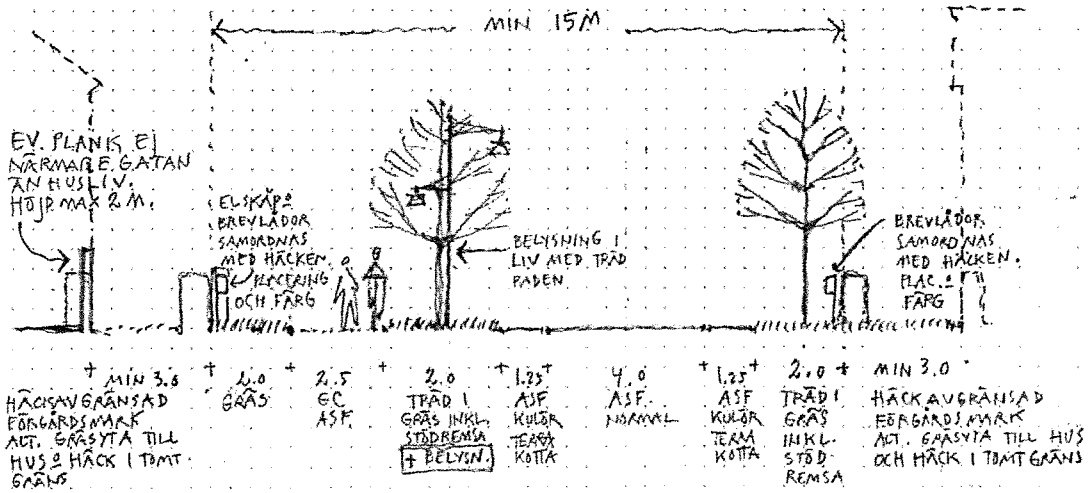 MIN 15M
EV. PLANK EJ
NÄRMARE GATAN
ÄN HUSLIV.
HÖJD MAX 2 M.
ELSKÅP &
BREVLÅDOR
SAMORDNAS
MED HÄCKEN.
PLACERING
OCH FÄRG
BELYSNING I
LIV MED TRÄD
RADEN
BREVLÅDOR
SAMORDNAS
MED HÄCKEN.
PLAC. &
FÄRG
MIN 3.0
HÄCKSAVGRÄNSAD
FÖRGÅRDSMARK
ALT. GRÄSYTA TILL
HUS & HÄCK I TOMT
GRÄNS
2.0
GRÄS
2.5
GC
ASF.
2.0
TRÄD I
GRÄS INKL.
STÖDREMSA
+ BELYSN.
1.25
ASF
KULÖR
TERRA
KOTTA
4.0
ASF.
NORMAL
1.25
ASF
KULÖR
TERRA
KOTTA
2.0
TRÄD I
GRÄS
INKL.
STÖD-
REMSA
MIN 3.0
HÄCKAVGRÄNSAD
FÖRGÅRDSMARK
ALT. GRÄSYTA TILL HUS
OCH HÄCK I TOMTGRÄNS